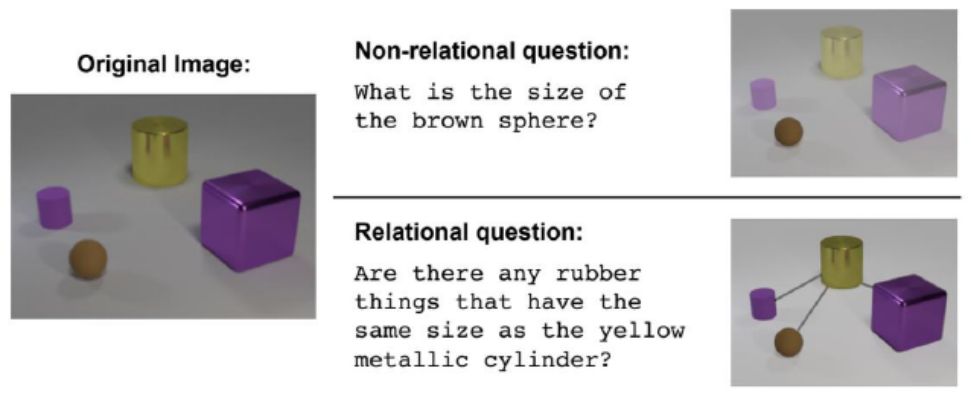 Original Image:
Non-relational question:
What is the size of
the brown sphere?
Relational question:
Are there any rubber
things that have the
same size as the yellow
metallic cylinder?